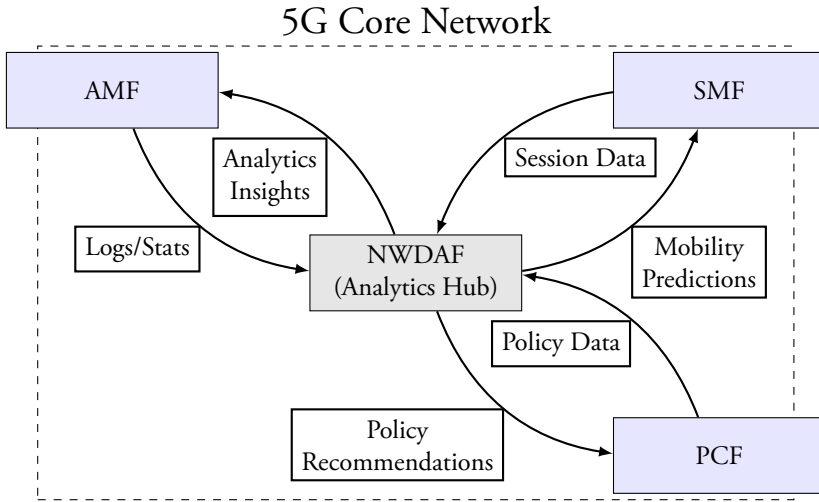 5G Core Network
AMF
SMF
Analytics
Insights
Session Data
Logs/Stats
NWDAF
(Analytics Hub)
Mobility
Predictions
Policy Data
Policy
Recommendations
PCF